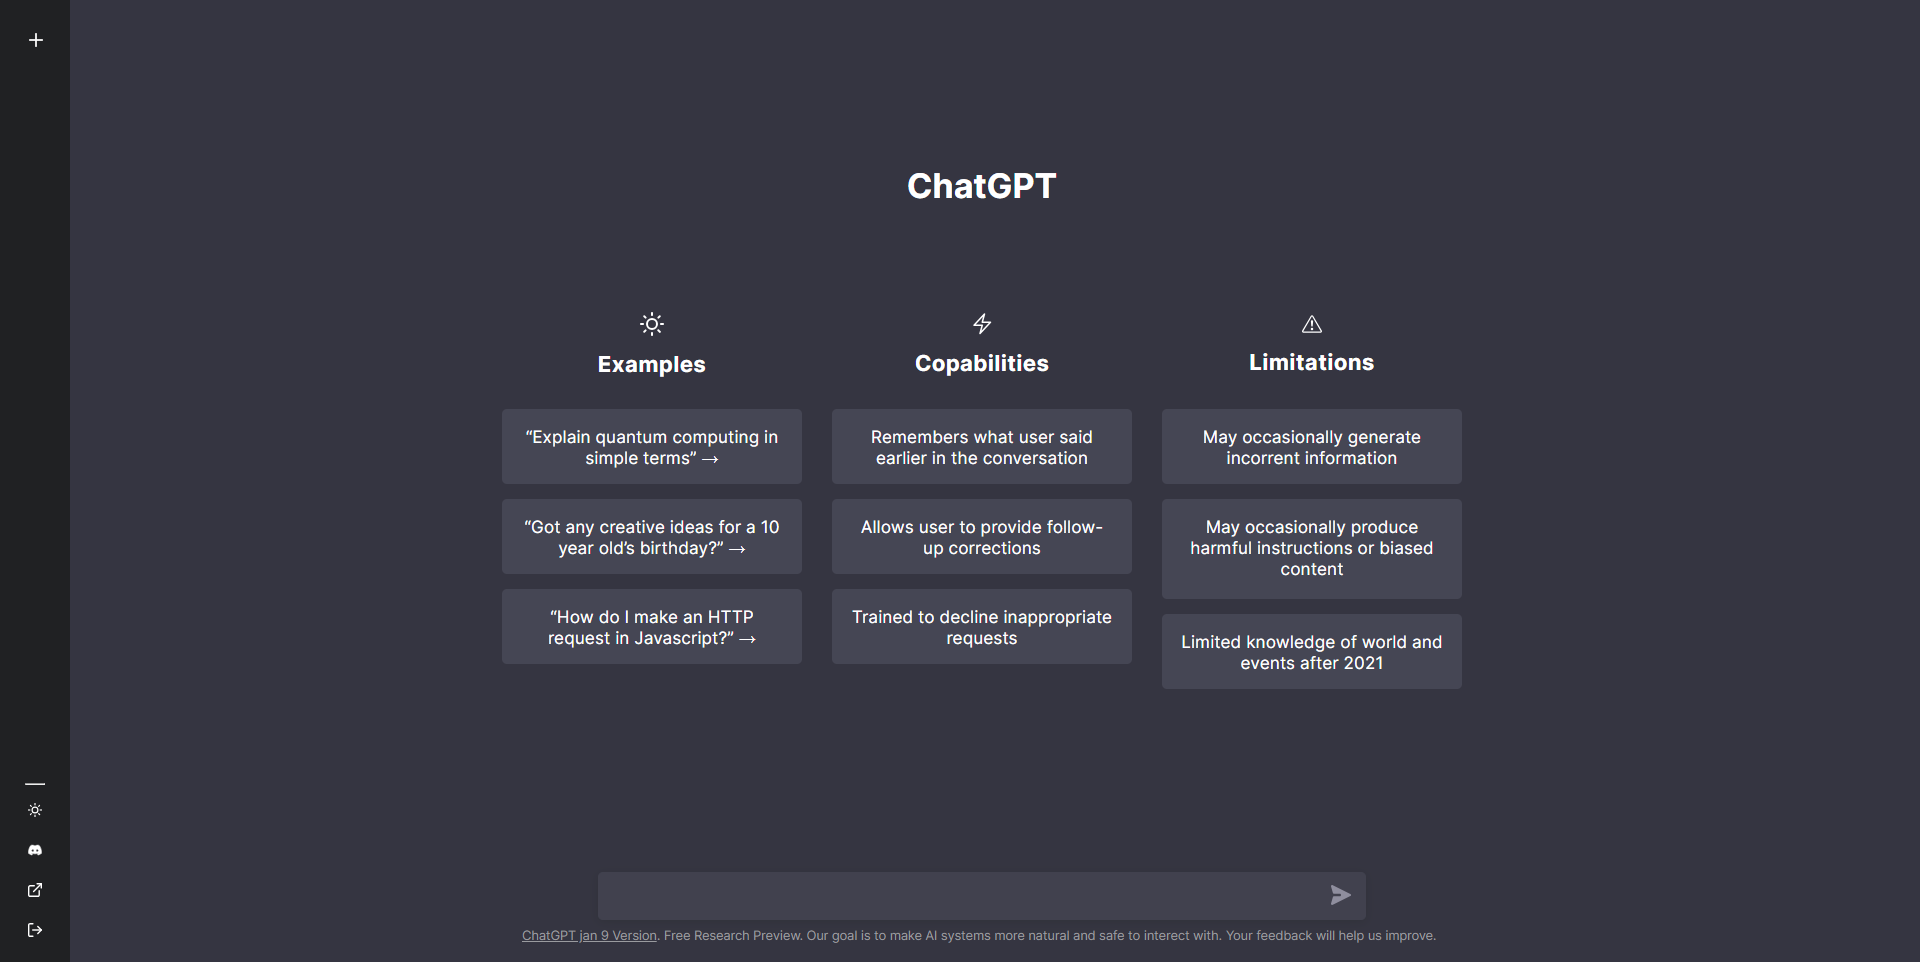 ChatGPT
Examples
“Explain quantum computing in
simple terms” →
“Got any creative ideas for a 10
year old’s birthday?” →
“How do I make an HTTP
request in Javascript?” →
Copabilities
Remembers what user said
earlier in the conversation
Allows user to provide follow-
up corrections
Trained to decline inappropriate
requests
Limitations
May occasionally generate
incorrent information
May occasionally produce
harmful instructions or biased
content
Limited knowledge of world and
events after 2021
ChatGPT jan 9 Version. Free Research Preview. Our goal is to make AI systems more natural and safe to interect with. Your feedback will help us improve.